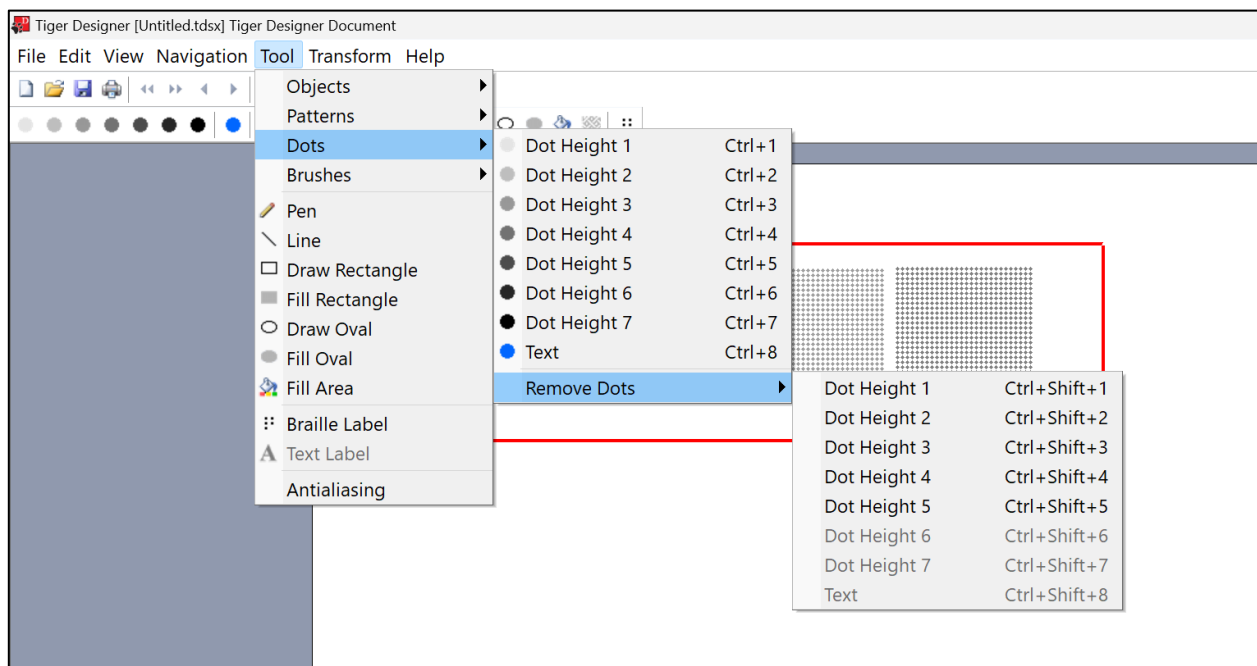 Tiger Designer [Untitled.tdsx] Tiger Designer Document
File Edit View Navigation Tool Transform Help
Objects
Patterns
Dots
Brushes
Pen
Line
Draw Rectangle
Fill Rectangle
Draw Oval
Fill Oval
Fill Area
Braille Label
A Text Label
Antialiasing
Dot Height 1 Ctrl+1
Dot Height 2 Ctrl+2
Dot Height 3 Ctrl+3
Dot Height 4 Ctrl+4
Dot Height 5 Ctrl+5
Dot Height 6 Ctrl+6
Dot Height 7 Ctrl+7
Text Ctrl+8
Remove Dots
Dot Height 1 Ctrl+Shift+1
Dot Height 2 Ctrl+Shift+2
Dot Height 3 Ctrl+Shift+3
Dot Height 4 Ctrl+Shift+4
Dot Height 5 Ctrl+Shift+5
Dot Height 6 Ctrl+Shift+6
Dot Height 7 Ctrl+Shift+7
Text Ctrl+Shift+8